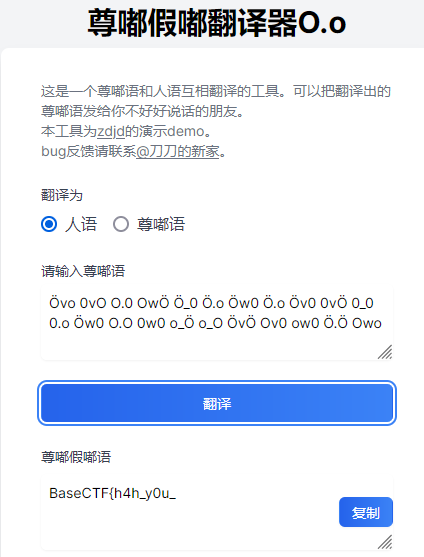 尊嘟假嘟翻译器O.o
这是一个尊嘟语和人语互相翻译的工具。可以把翻译出的
尊嘟语发给你不好好说话的朋友。
本工具为zdjd的演示demo。
bug反馈请联系@刀刀的新家。
翻译为
人语 尊嘟语
请输入尊嘟语
Övo 0vO O.0 OwÖ Ö_0 Ö.o Öw0 Ö.o Öv0 0vÖ 0_0
0.o Öw0 O.O 0w0 o_Ö o_O ÖvÖ Ov0 ow0 Ö.Ö Owo
翻译
尊嘟假嘟语
BaseCTF{h4h_y0u_
复制